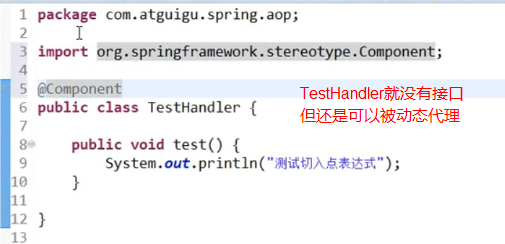 1 package com.atguigu.spring.aop;
2
3 import org.springframework.stereotype.Component;
4
5 @Component
6 public class TestHandler {
7
8 public void test() {
9 System.out.println("测试切入点表达式");
10 }
11
12 }
13
TestHandler就没有接口
但还是可以被动态代理